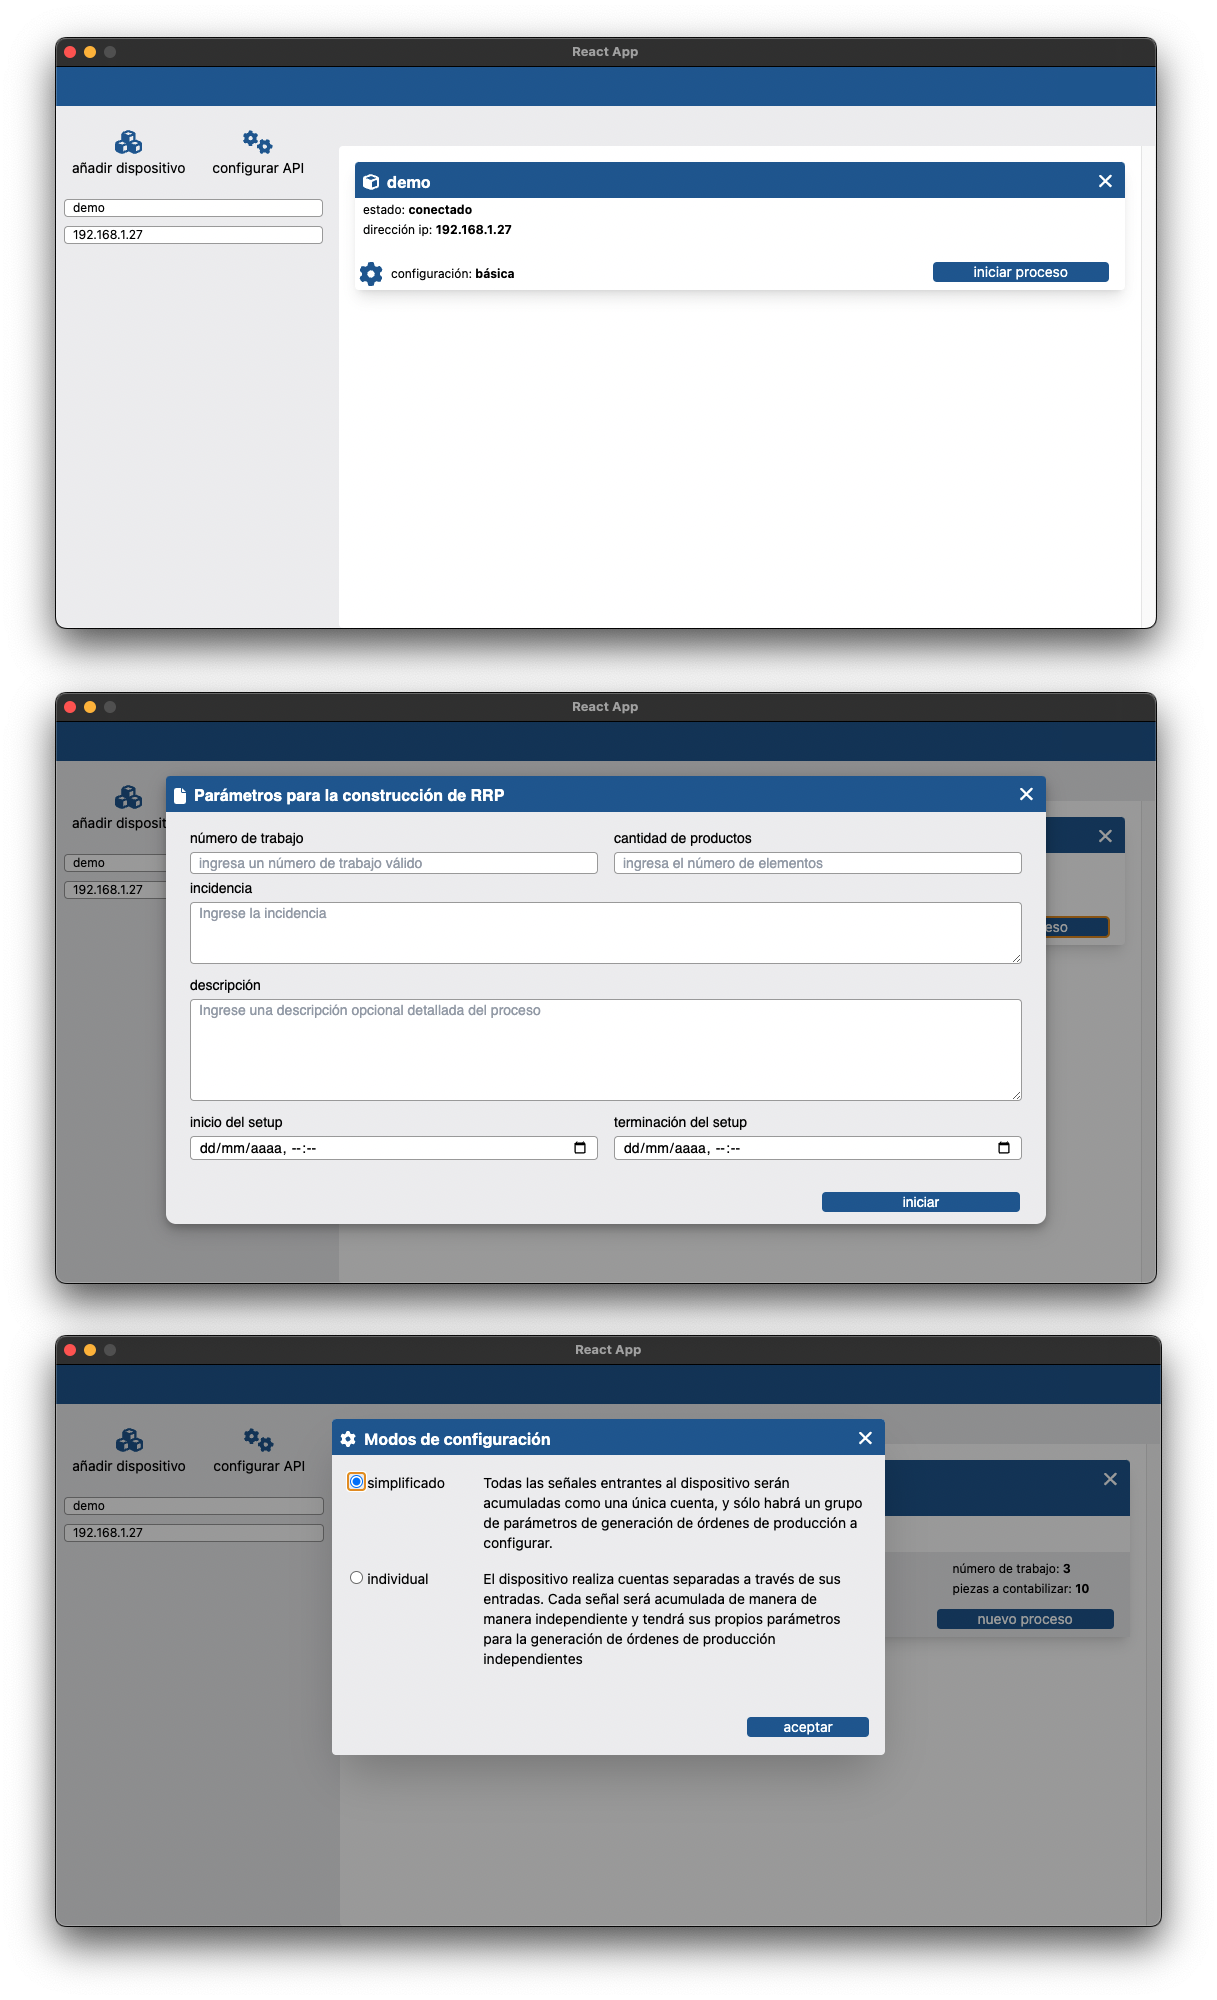 React App
añadir dispositivo
configurar API
demo
192.168.1.27
demo
estado: conectado
dirección ip: 192.168.1.27
configuración: básica
iniciar proceso
React App
añadir disposit
demo
192.168.1.27
Parámetros para la construcción de RRP
número de trabajo
cantidad de productos
ingresa un número de trabajo válido
ingresa el número de elementos
incidencia
Ingrese la incidencia
descripción
Ingrese una descripción opcional detallada del proceso
inicio del setup
terminación del setup
dd/mm/aaaa, --:--
dd/mm/aaaa, --:--
iniciar
eso
React App
añadir dispositivo
configurar API
demo
192.168.1.27
Modos de configuración
simplificado
Todas las señales entrantes al dispositivo serán
acumuladas como una única cuenta, y sólo habrá un grupo
de parámetros de generación de órdenes de producción a
configurar.
individual
El dispositivo realiza cuentas separadas a través de sus
entradas. Cada señal será acumulada de manera de
manera independiente y tendrá sus propios parámetros
para la generación de órdenes de producción
independientes
aceptar
número de trabajo: 3
piezas a contabilizar: 10
nuevo proceso